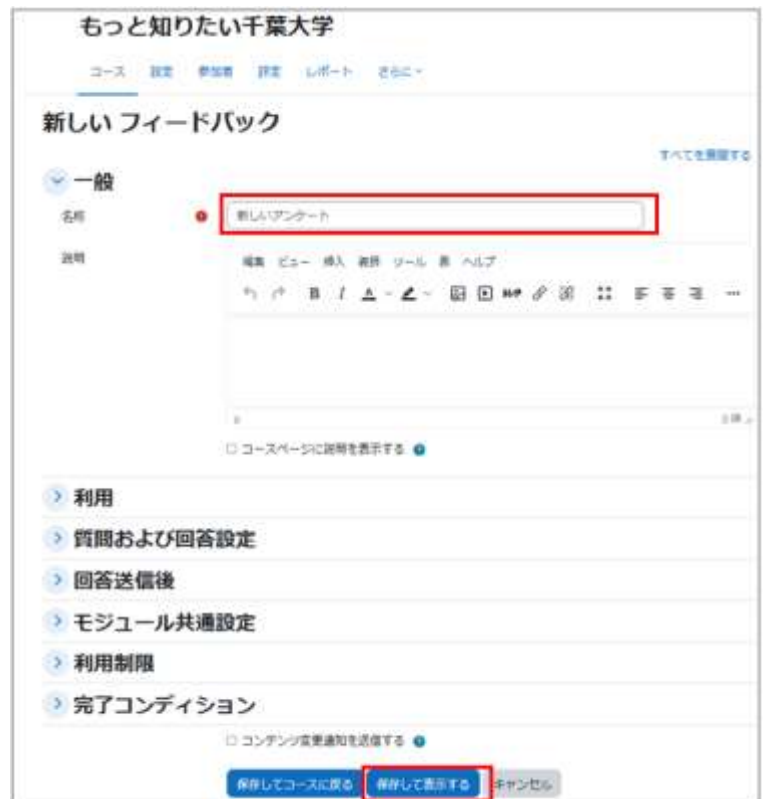 もっと知りたい千葉大学
コース 設定 参加者 評定 レポート さらに
新しい フィードバック
すべてを展開する
一般
名称 新しいアンケート
説明 編集 ビュー 挿入 書式 ツール 表 ヘルプ
B I A H-P
p
コースページに説明を表示する
利用
質問および回答設定
回答送信後
モジュール共通設定
利用制限
完了コンディション
コンテンツ変更通知を送信する
保存してコースに戻る 保存して表示する キャンセル